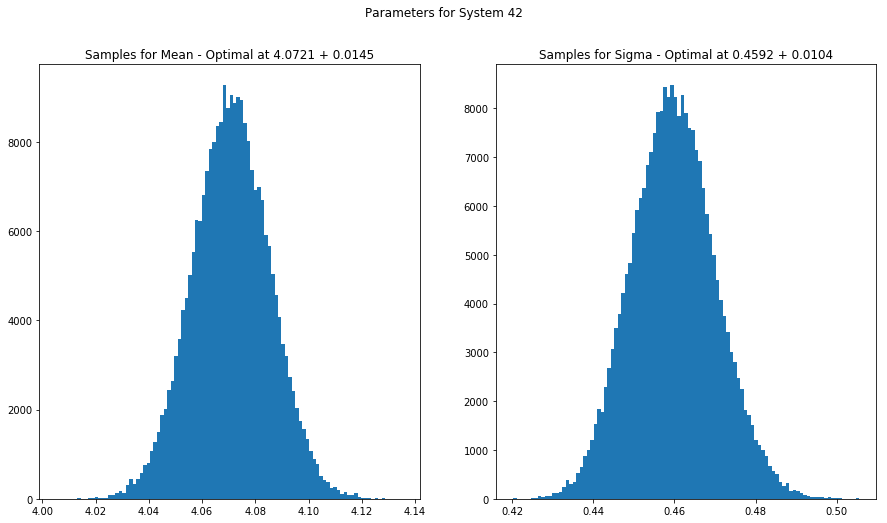 Parameters for System 42
Samples for Mean - Optimal at 4.0721 + 0.0145
Samples for Sigma - Optimal at 0.4592 + 0.0104
8000
6000
4000
2000
0
4.00 4.02 4.04 4.06 4.08 4.10 4.12 4.14
8000
7000
6000
5000
4000
3000
2000
1000
0
0.42 0.44 0.46 0.48 0.50